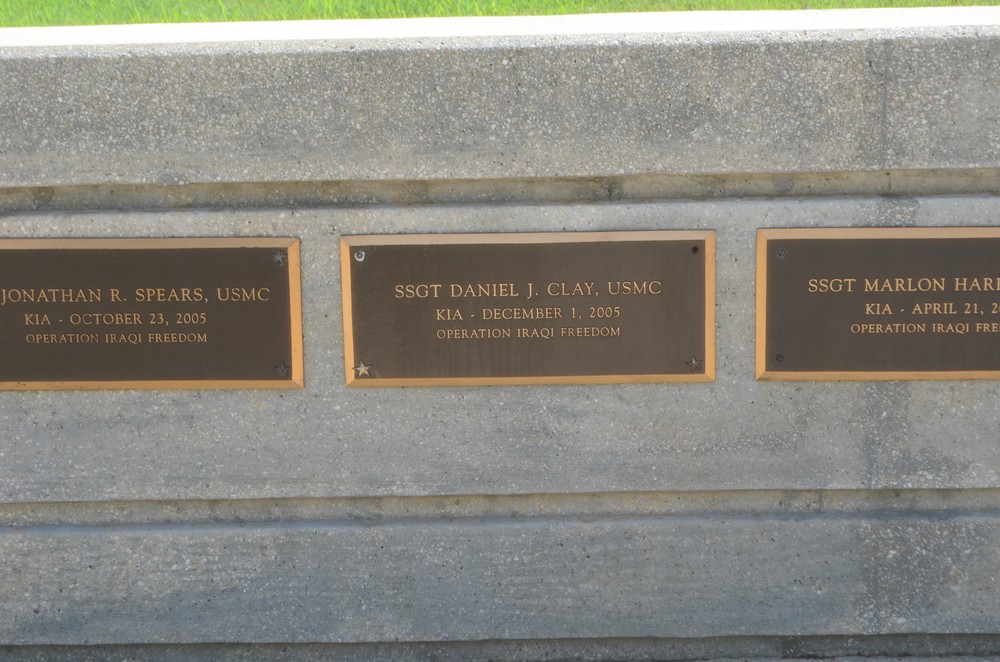 JONATHAN R. SPEARS, USMC
KIA - OCTOBER 23, 2005
OPERATION IRAQI FREEDOM
SSGT DANIEL J. CLAY, USMC
KIA - DECEMBER 1, 2005
OPERATION IRAQI FREEDOM
SSGT MARLON
KIA - APRIL 21,
OPERATION IRAQI